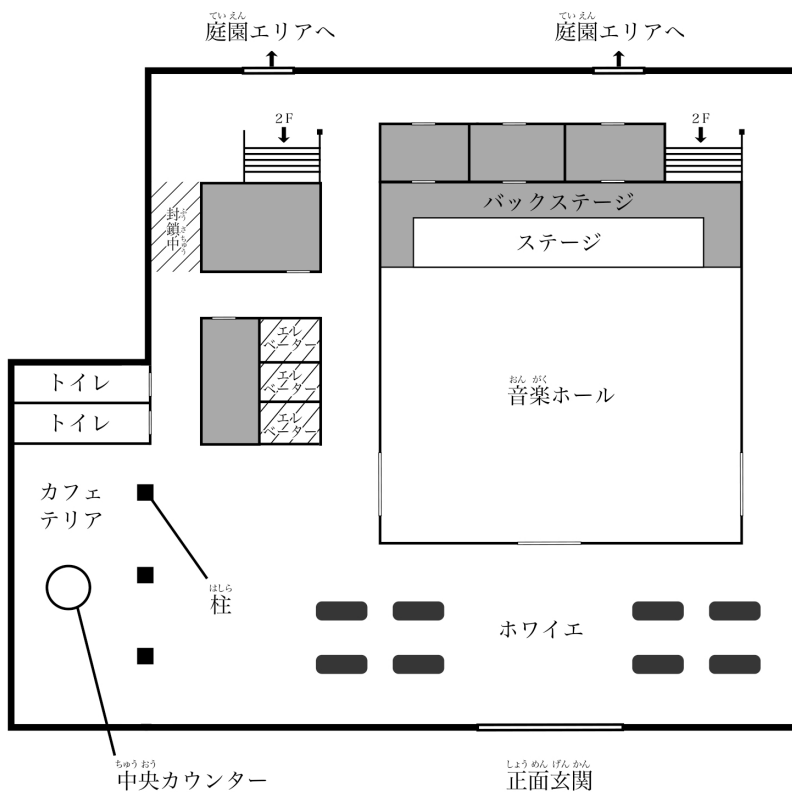 庭園エリアへ
庭園エリアへ
2F
2F
封鎖中
バックステージ
ステージ
エレベーター
エレベーター
エレベーター
トイレ
トイレ
音楽ホール
カフェ
テリア
柱
ホワイエ
中央カウンター
正面玄関